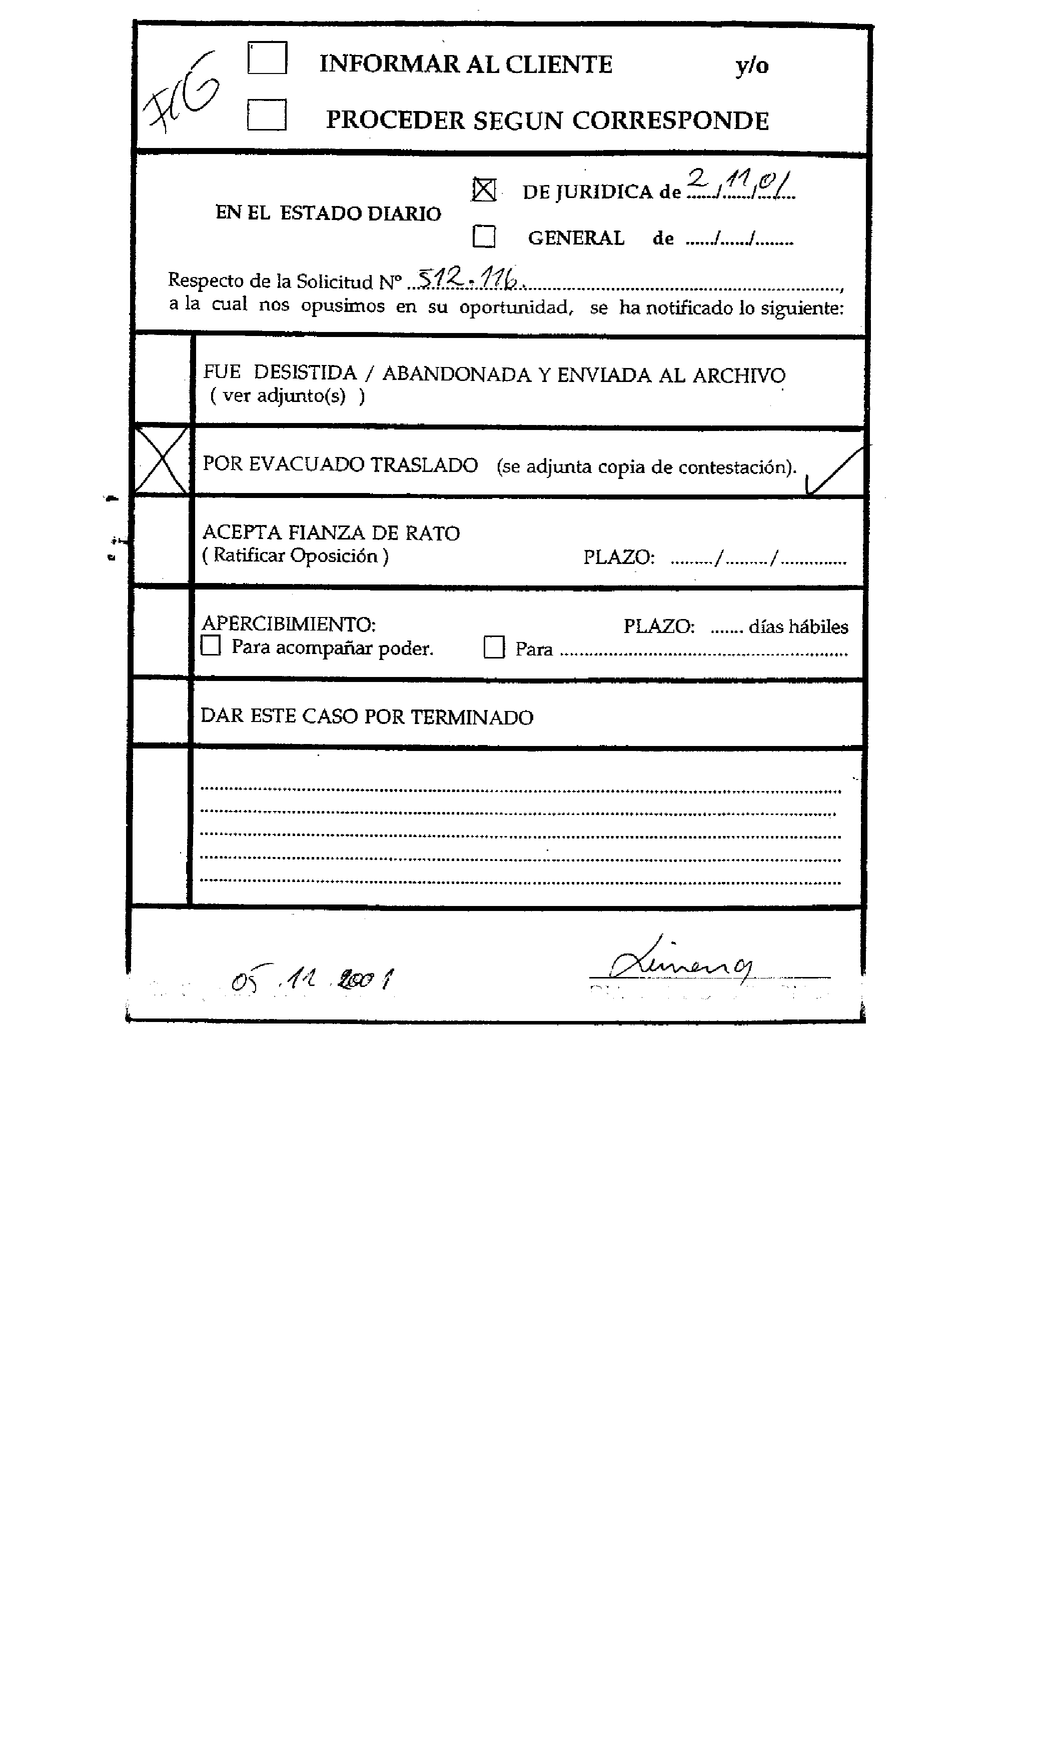 INFORMAR AL CLIENTE y/o
PROCEDER SEGUN CORRESPONDE
EN EL ESTADO DIARIO
DE JURIDICA de 2/11/01
GENERAL de ....../....../........
Respecto de la Solicitud Nº 512.116.,
a la cual nos opusimos en su oportunidad, se ha notificado lo siguiente:
FUE DESISTIDA / ABANDONADA Y ENVIADA AL ARCHIVO
( ver adjunto(s) )
POR EVACUADO TRASLADO (se adjunta copia de contestación).
ACEPTA FIANZA DE RATO
( Ratificar Oposición ) PLAZO: ........./........./..............
APERCIBIMIENTO: PLAZO: ....... días hábiles
Para acompañar poder. Para ..............................
DAR ESTE CASO POR TERMINADO
05.11.2001